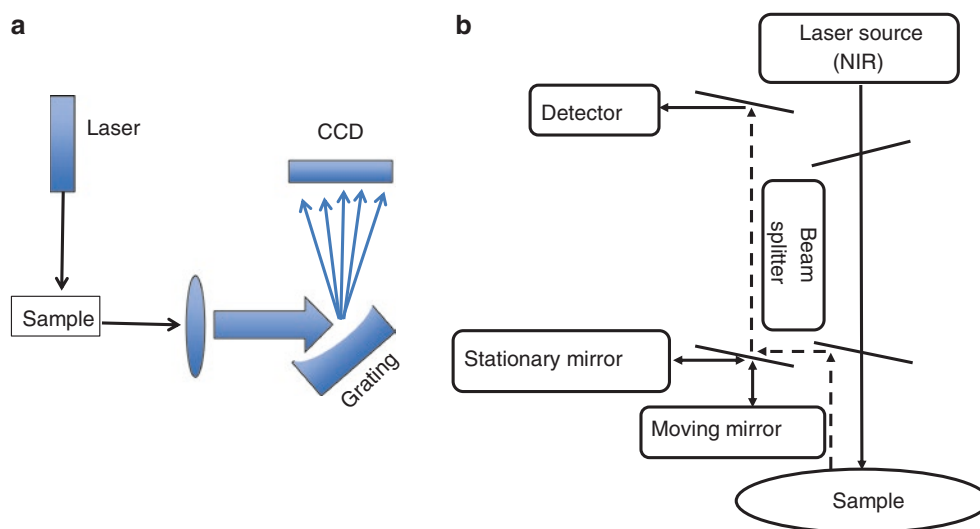 a
Laser
CCD
Sample
Grating
b
Laser source
(NIR)
Detector
Beam
splitter
Stationary mirror
Moving mirror
Sample